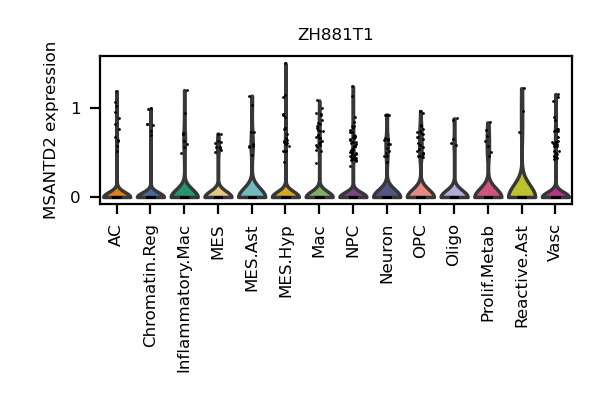 ZH881T1
MSANTD2 expression
1
0
AC
Chromatin.Reg
Inflammatory.Mac
MES
MES.Ast
MES.Hyp
Mac
NPC
Neuron
OPC
Oligo
Prolif.Metab
Reactive.Ast
Vasc